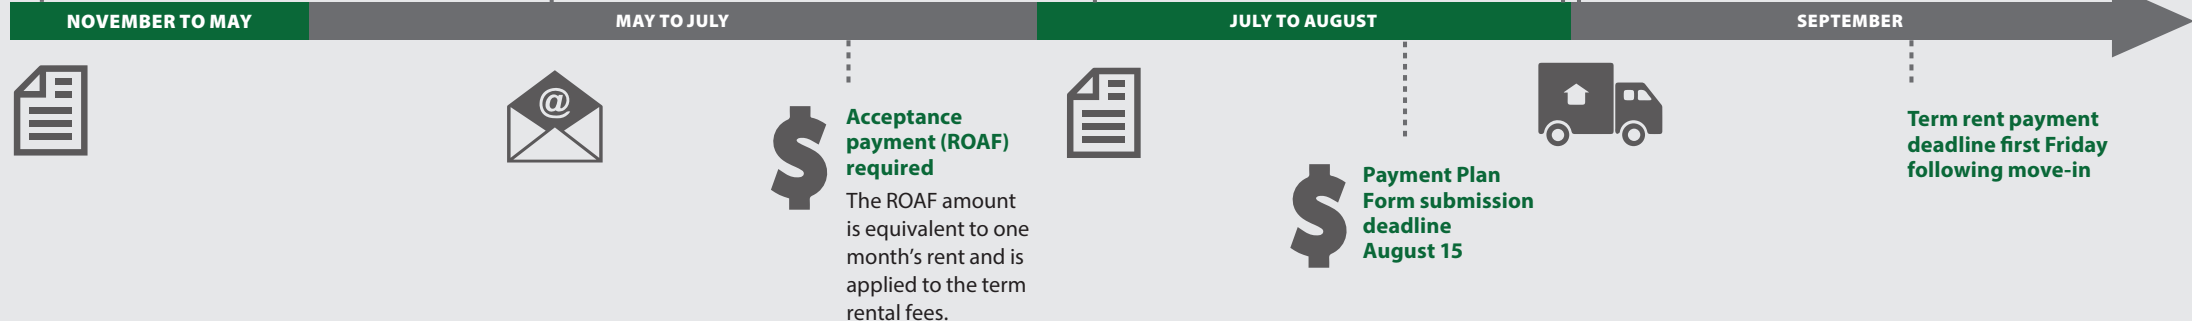 NOVEMBER TO MAY
MAY TO JULY
JULY TO AUGUST
SEPTEMBER
@
Acceptance
payment (ROAF)
required
The ROAF amount
is equivalent to one
month's rent and is
applied to the term
rental fees.
Payment Plan
Form submission
deadline
August 15
Term rent payment
deadline first Friday
following move-in